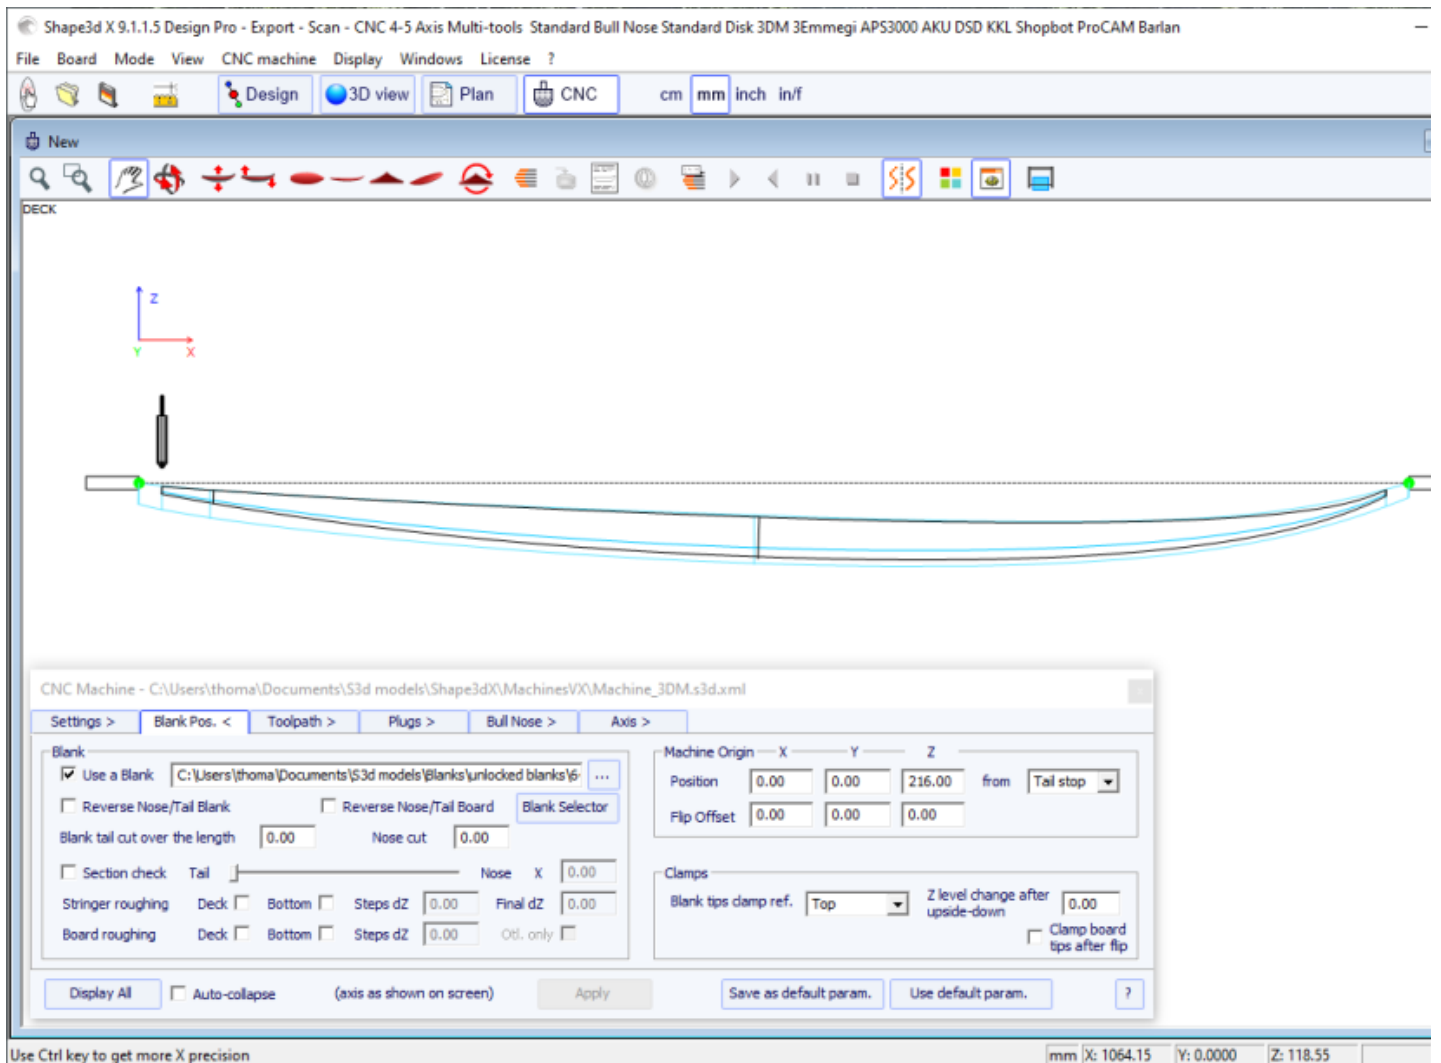 Shape3d X 9.1.1.5 Design Pro - Export - Scan - CNC 4-5 Axis Multi-tools  Standard Bull Nose Standard Disk 3DM 3Emmegi APS3000 AKU DSD KKL Shopbot ProCAM Barlan
File Board Mode View CNC machine Display Windows License ?
Design 3D view Plan CNC cm mm inch in/f
New
DECK
Z
Y X
CNC Machine - C:\Users\thoma\Documents\S3d models\Shape3dX\MachinesVX\Machine_3DM.s3d.xml
Settings > Blank Pos. < Toolpath > Plugs > Bull Nose > Axis >
Blank Machine Origin X Y Z
Use a Blank C:\Users\thoma\Documents\S3d models\Blanks\unlocked blanks\6- ... Position 0.00 0.00 216.00 from Tail stop
Reverse Nose/Tail Blank Reverse Nose/Tail Board Blank Selector Flip Offset 0.00 0.00 0.00
Blank tail cut over the length 0.00 Nose cut 0.00
Section check Tail Nose X 0.00 Clamps
Stringer roughing Deck Bottom Steps dZ 0.00 Final dZ 0.00 Blank tips clamp ref. Top Z level change after upside-down 0.00
Board roughing Deck Bottom Steps dZ 0.00 Otl. only Clamp board tips after flip
Display All Auto-collapse (axis as shown on screen) Apply Save as default param. Use default param. ?
Use Ctrl key to get more X precision mm X: 1064.15 Y: 0.0000 Z: 118.55